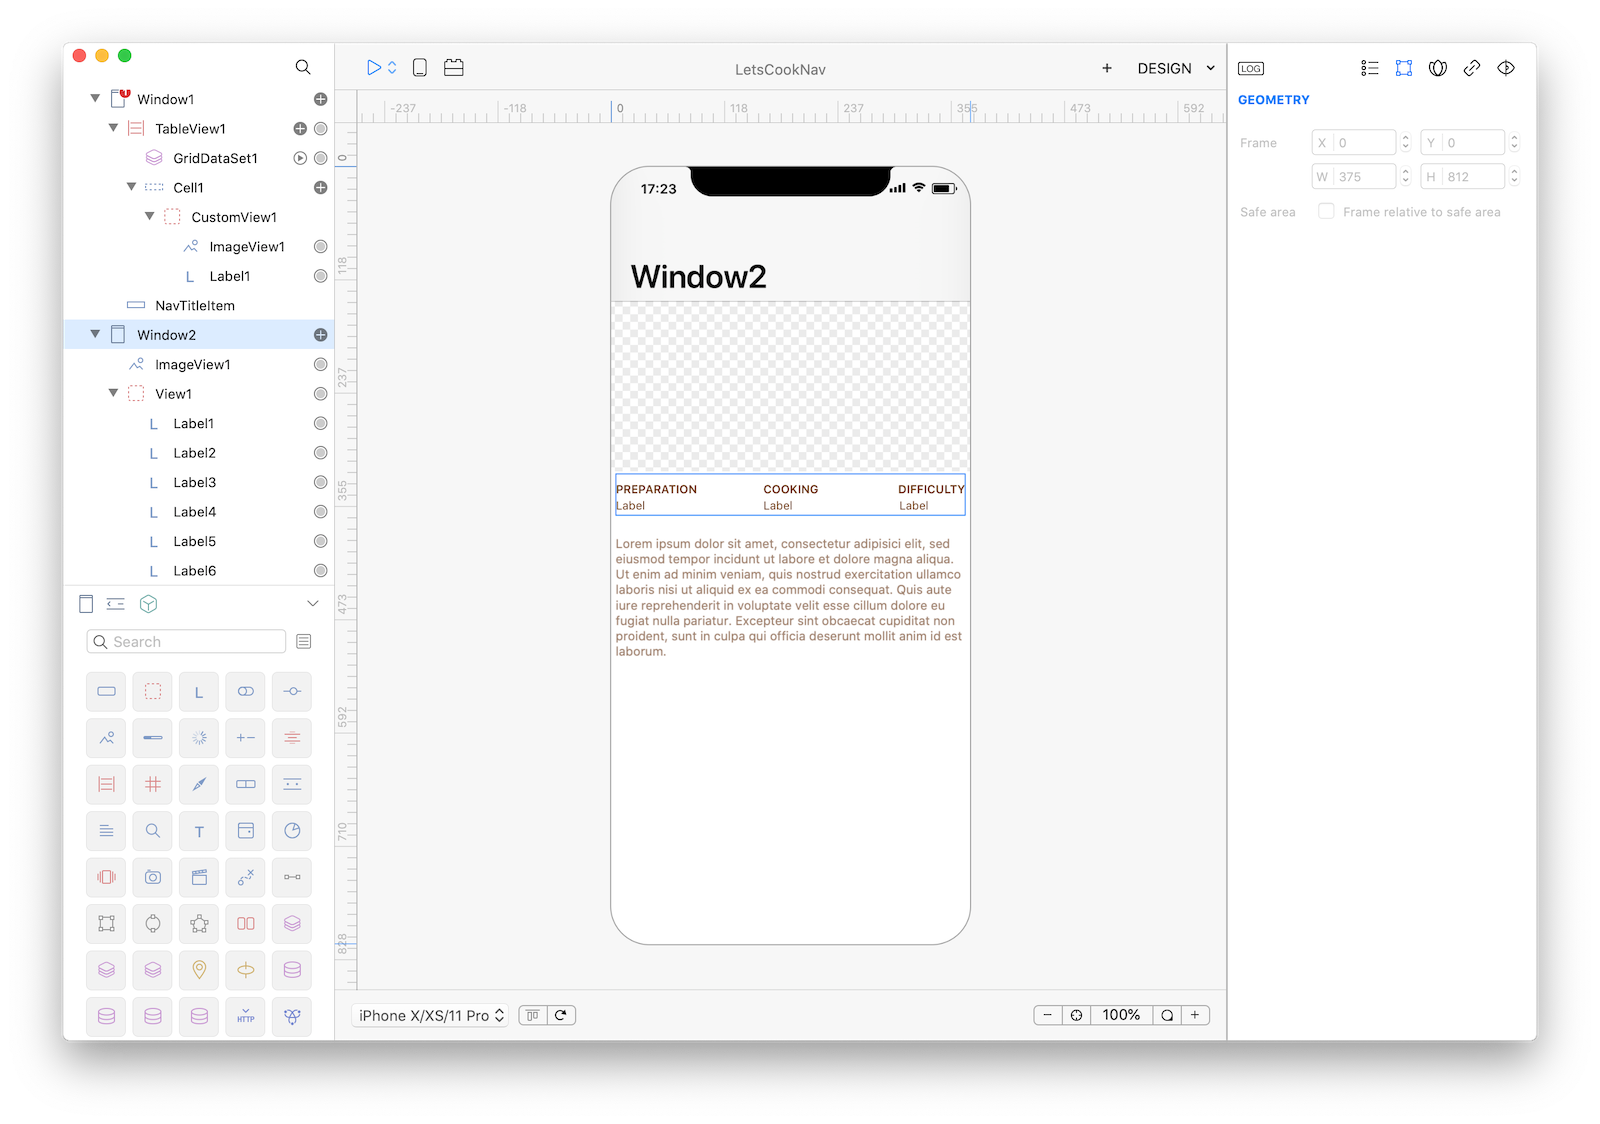 LetsCookNav
DESIGN
LOG
Window1
TableView1
GridDataSet1
Cell1
CustomView1
ImageView1
Label1
NavTitleItem
Window2
ImageView1
View1
Label1
Label2
Label3
Label4
Label5
Label6
Search
L
T
HTTP
-237 -118 0 118 237 355 473 592
0
118
237
355
473
592
710
828
17:23
Window2
PREPARATION COOKING DIFFICULTY
Label Label Label
Lorem ipsum dolor sit amet, consectetur adipisici elit, sed
eiusmod tempor incidunt ut labore et dolore magna aliqua.
Ut enim ad minim veniam, quis nostrud exercitation ullamco
laboris nisi ut aliquid ex ea commodi consequat. Quis aute
iure reprehenderit in voluptate velit esse cillum dolore eu
fugiat nulla pariatur. Excepteur sint obcaecat cupiditat non
proident, sunt in culpa qui officia deserunt mollit anim id est
laborum.
iPhone X/XS/11 Pro
100%
GEOMETRY
Frame X 0 Y 0
W 375 H 812
Safe area Frame relative to safe area